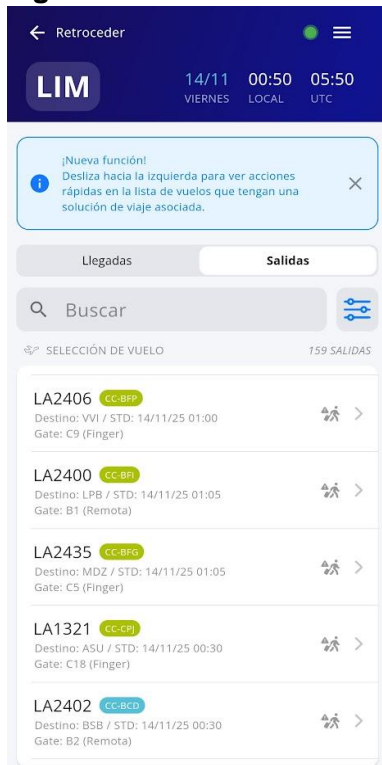 Retroceder
LIM
14/11 00:50 05:50
VIERNES LOCAL UTC
¡Nueva función!
Desliza hacia la izquierda para ver acciones
rápidas en la lista de vuelos que tengan una
solución de viaje asociada.
Llegadas Salidas
Buscar
SELECCIÓN DE VUELO 159 SALIDAS
LA2406 CC-BFP
Destino: VVI / STD: 14/11/25 01:00
Gate: C9 (Finger)
LA2400 CC-BFI
Destino: LPB / STD: 14/11/25 01:05
Gate: B1 (Remota)
LA2435 CC-BFG
Destino: MDZ / STD: 14/11/25 01:05
Gate: C5 (Finger)
LA1321 CC-CPJ
Destino: ASU / STD: 14/11/25 00:30
Gate: C18 (Finger)
LA2402 CC-BCD
Destino: BSB / STD: 14/11/25 00:30
Gate: B2 (Remota)